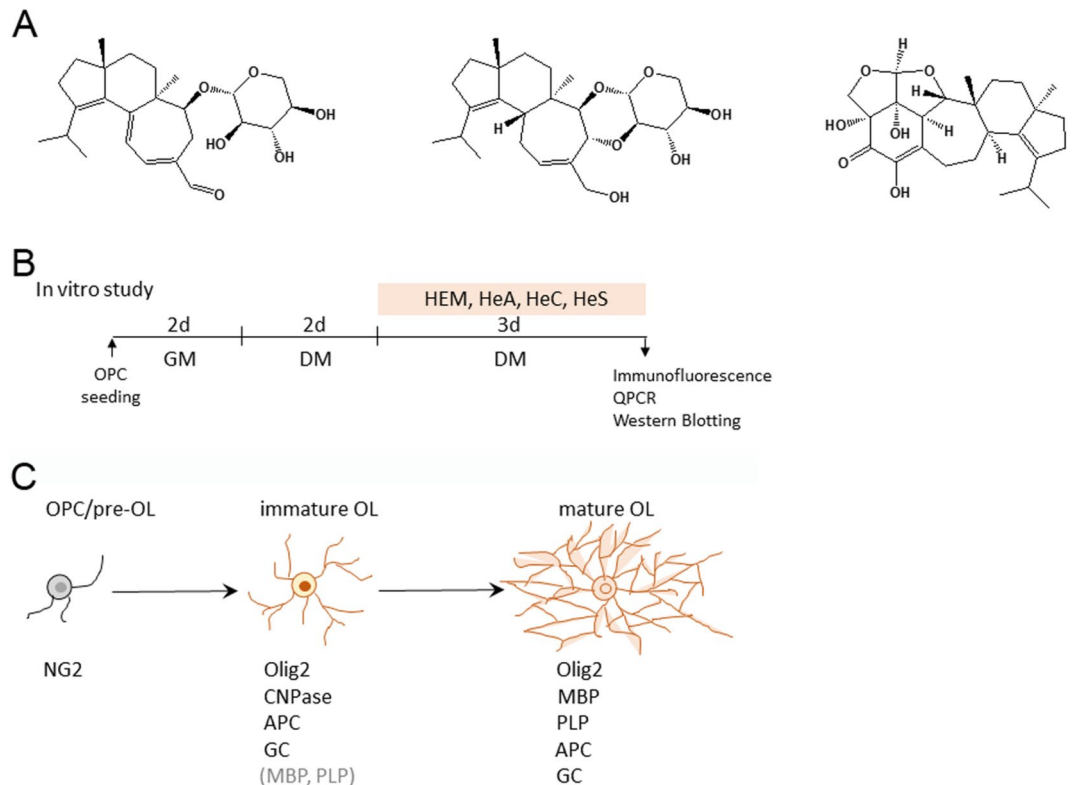 A
O
O
OH
HO
OH
O
H
O
O
O
OH
OH
OH
H
O
O
H
HO
OH
H
O
OH
H
B
In vitro study
HEM, HeA, HeC, HeS
2d 2d 3d
GM DM DM
OPC
seeding
Immunofluorescence
QPCR
Western Blotting
C
OPC/pre-OL immature OL mature OL
NG2 Olig2 Olig2
CNPase MBP
APC PLP
GC APC
(MBP, PLP) GC